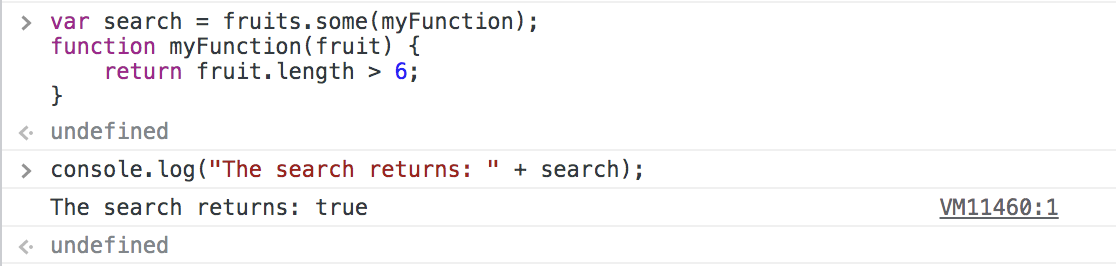 > var search = fruits.some(myFunction);
function myFunction(fruit) {
    return fruit.length > 6;
}
<· undefined
> console.log("The search returns: " + search);
The search returns: true VM11460:1
<· undefined